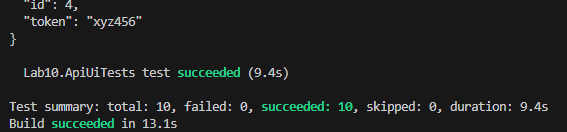 "id": 4,
"token": "xyz456"
}
Lab10.ApiUiTests test succeeded (9.4s)
Test summary: total: 10, failed: 0, succeeded: 10, skipped: 0, duration: 9.4s
Build succeeded in 13.1s